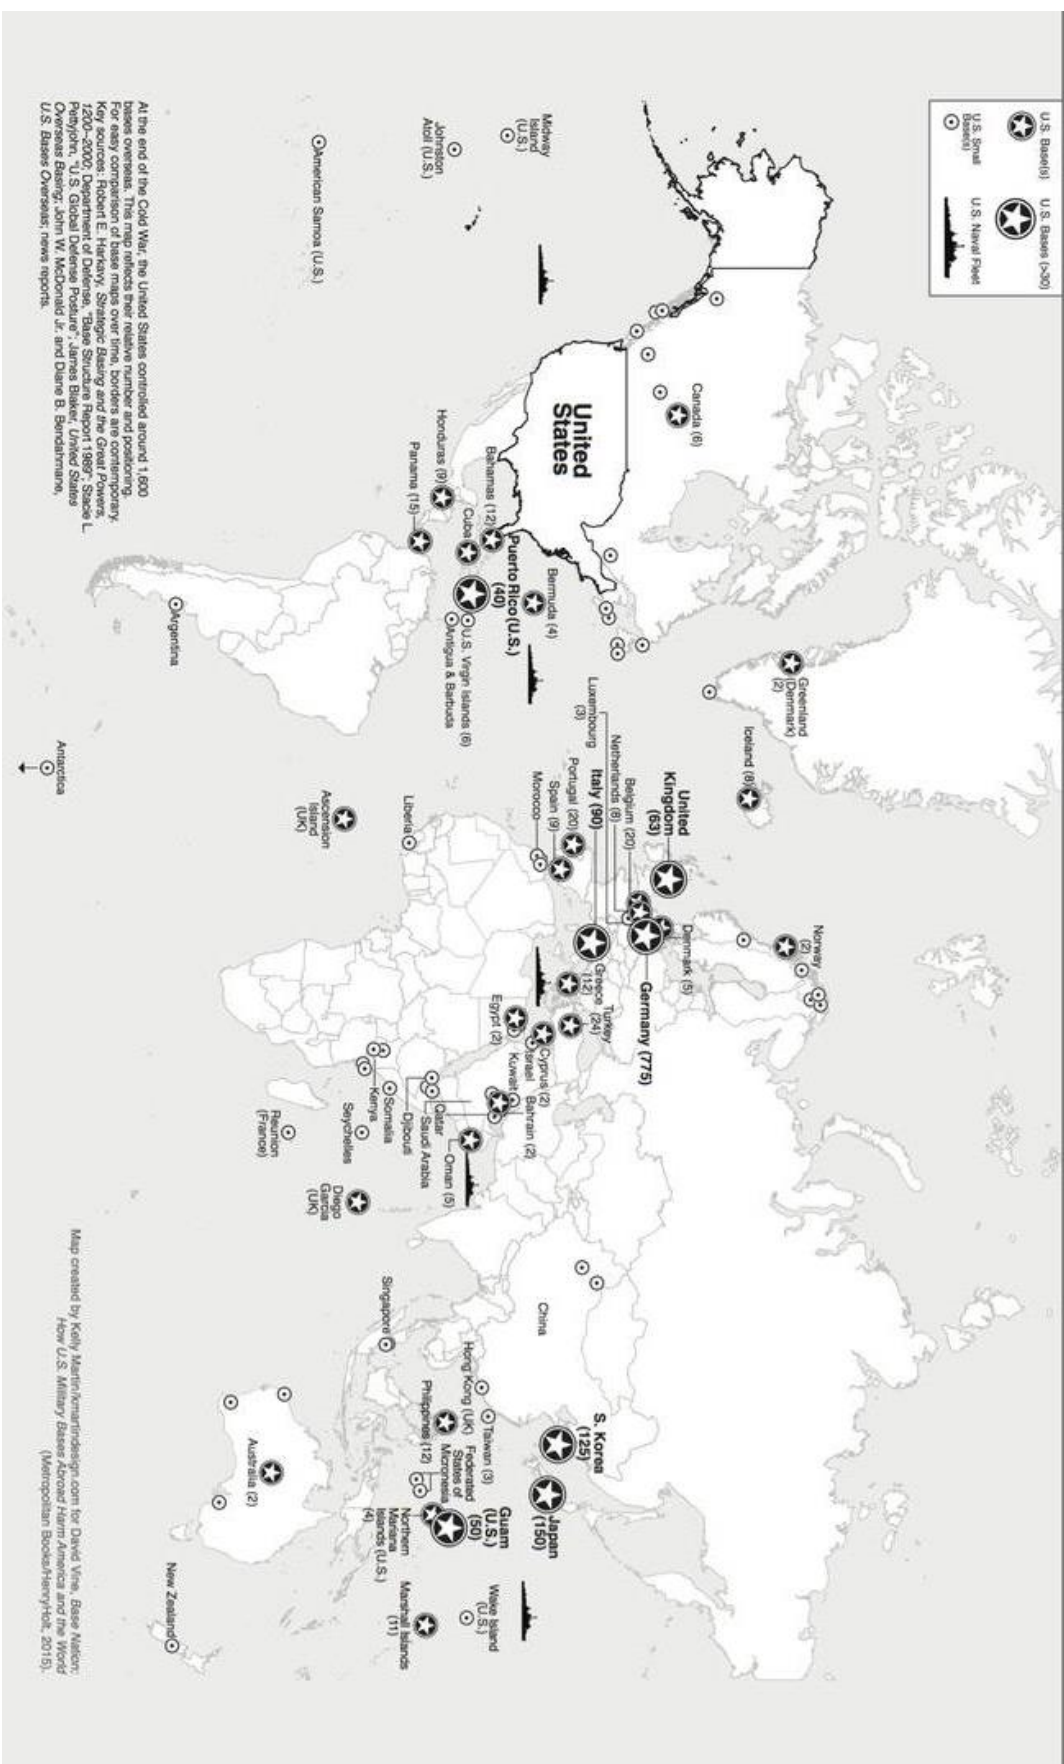 U.S. Base(s)
U.S. Bases (>30)
U.S. Small
Base(s)
U.S. Naval Fleet
Midway
Island
(U.S.)
Johnston
Atoll (U.S.)
American Samoa (U.S.)
United
States
Canada (6)
Honduras (9)
Panama (15)
Bahamas (12)
Cuba
Puerto Rico (U.S.)
(40)
Bermuda (4)
U.S. Virgin Islands (6)
Antigua & Barbuda
Argentina
Antarctica
Greenland
(Denmark)
(2)
Iceland (8)
United
Kingdom
(63)
Luxembourg
(3)
Netherlands (8)
Belgium (20)
Italy (90)
Portugal (20)
Spain (9)
Morocco
Liberia
Ascension
Island
(UK)
Norway
(2)
Denmark (5)
Germany (775)
Greece
(12)
Turkey
(24)
Cyprus (2)
Israel
Egypt (2)
Kuwait
Bahrain (2)
Qatar
Saudi Arabia
Oman (5)
Djibouti
Somalia
Kenya
Seychelles
Reunion
(France)
Diego
Garcia
(UK)
China
Singapore
Hong Kong (UK)
Taiwan (3)
Philippines (12)
S. Korea
(125)
Japan
(150)
Federated
States of
Micronesia
Guam
(U.S.)
(50)
Northern
Mariana
Islands (U.S.)
(4)
Wake Island
(U.S.)
Marshall Islands
(11)
Australia (2)
New Zealand
At the end of the Cold War, the United States controlled around 1,600
bases overseas. This map reflects their relative number and positioning.
For easy comparison of base maps over time, borders are contemporary.
Key sources: Robert E. Harkavy, Strategic Basing and the Great Powers,
1200–2000; Department of Defense, "Base Structure Report 1989"; Stacie L.
Pettyjohn, "U.S. Global Defense Posture"; James Blaker, United States
Overseas Basing; John W. McDonald Jr. and Diane B. Bendahmane,
U.S. Bases Overseas; news reports.
Map created by Kelly Martin/kmartindesign.com for David Vine, Base Nation:
How U.S. Military Bases Abroad Harm America and the World
(Metropolitan Books/HenryHolt, 2015).